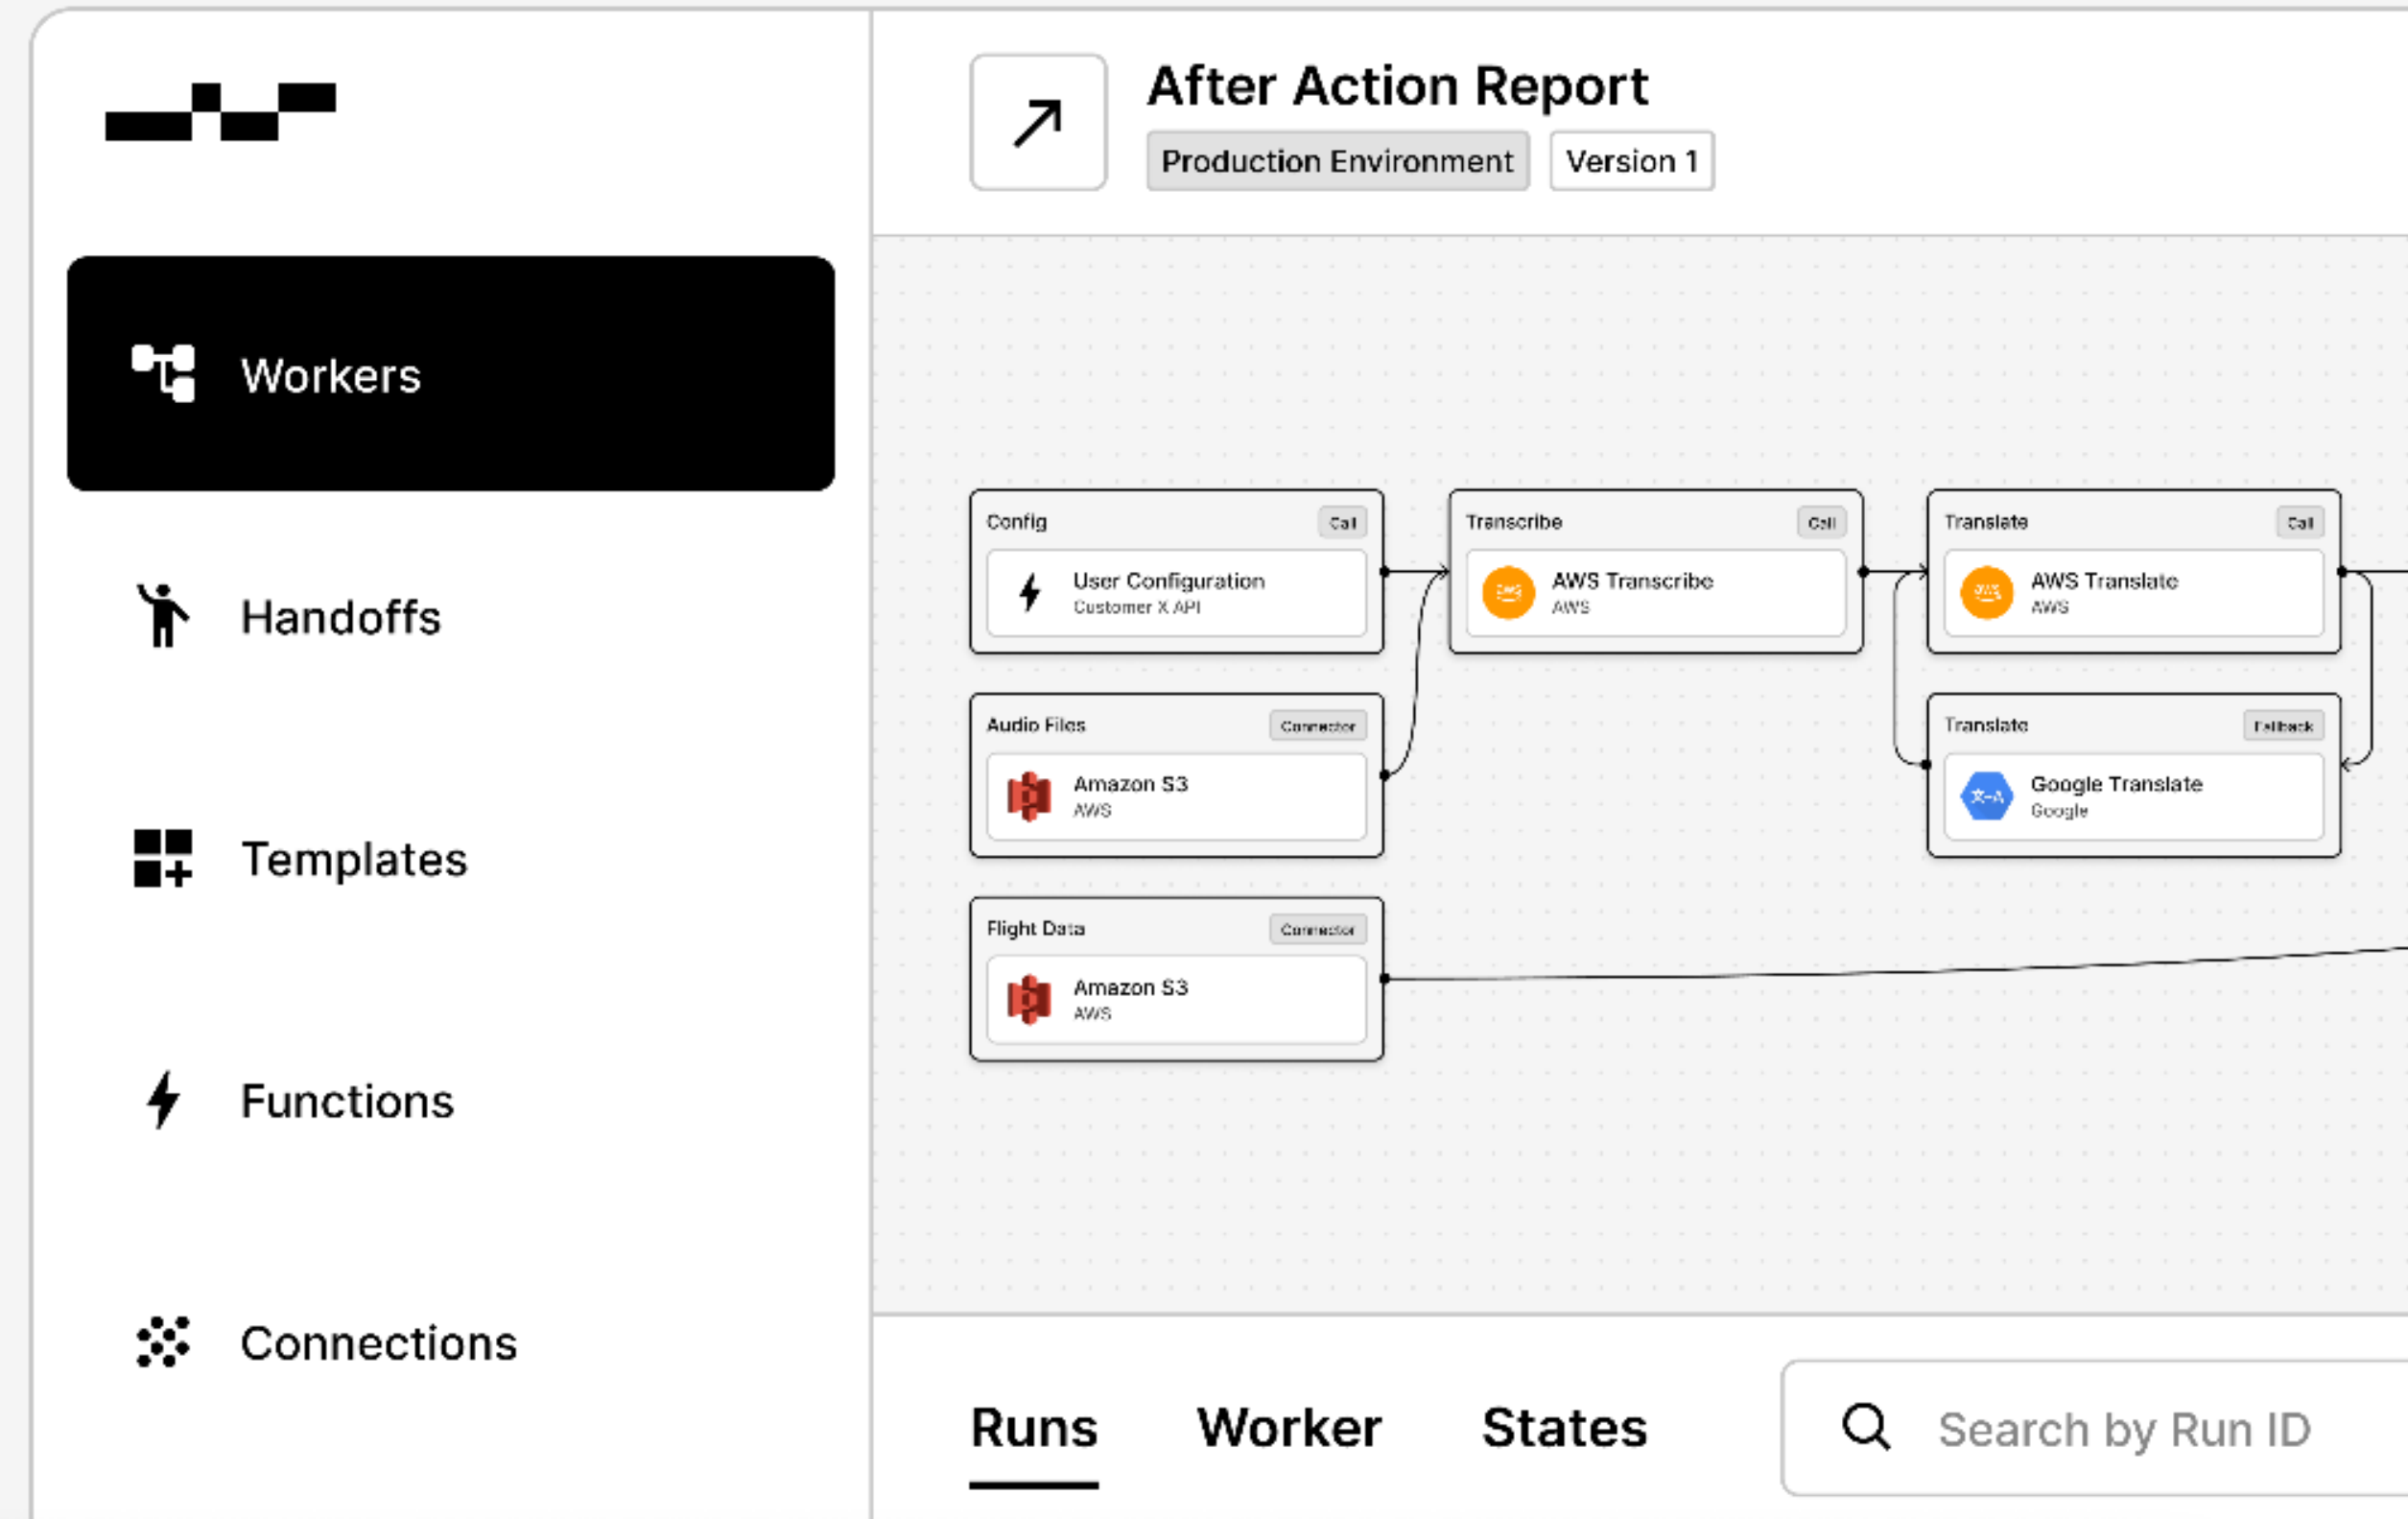 After Action Report
Production Environment
Version 1
Workers
Handoffs
Templates
Functions
Connections
Config
Call
User Configuration
Customer X API
Transcribe
Call
AWS Transcribe
AWS
Translate
Call
AWS Translate
AWS
Audio Files
Connector
Amazon S3
AWS
Translate
Fallback
Google Translate
Google
Flight Data
Connector
Amazon S3
AWS
Runs
Worker
States
Search by Run ID